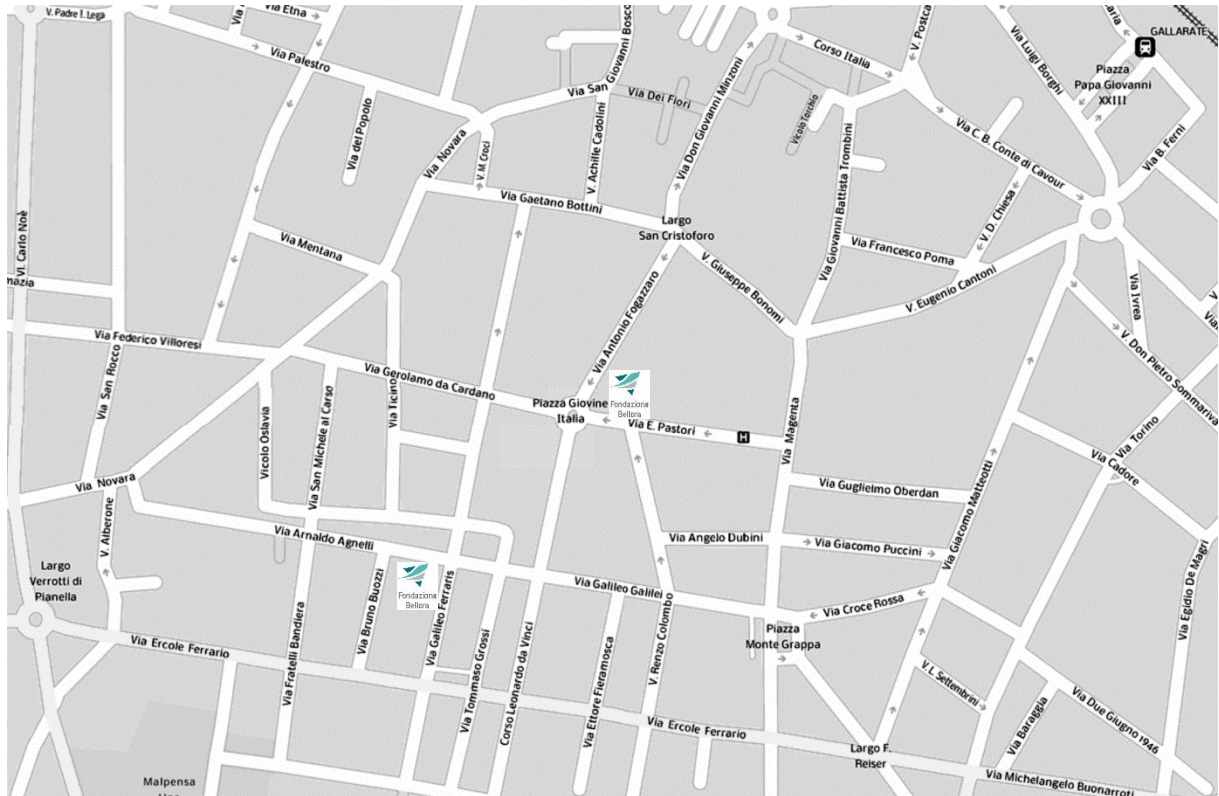 V. Padre I. Lega
Via Etna
GALLARATE
Via Palestro
Via San Giovanni Bosco
Corso Italia
V. Postca
Via Luigi Borghi
Piazza
Papa Giovanni
XXIII
Via Dei Fiori
Via Don Giovanni Minzoni
Vicolo Torchio
Via del Popolo
Via Novara
V. M. Croci
V. Achille Cadolini
Via C. B. Conte di Cavour
Via B. Ferni
Via Gaetano Bottini
Largo
San Cristoforo
Via Giovanni Battista Trombini
V. D. Chiesa
Vl. Carlo Noè
Via Mentana
V. Giuseppe Bonomi
Via Francesco Poma
V. Eugenio Cantoni
Via Ivrea
mazia
Via Antonio Fogazzaro
Via Federico Villoresi
V. Don Pietro Sommariva
Via San Rocco
Via Gerolamo da Cardano
Via Ticino
Piazza Giovine
Italia
Fondazione
Bellora
Via E. Pastori
H
Via Magenta
Via Torino
Via Cadore
Vicolo Oslavia
Via San Michele al Carso
Via Novara
Via Guglielmo Oberdan
Via Giacomo Matteotti
V. Alberone
Via Arnaldo Agnelli
Via Angelo Dubini
Via Giacomo Puccini
Largo
Verrotti di
Pianella
Fondazione
Bellora
Via Galileo Galilei
Via Croce Rossa
Via Egidio De Magri
Via Bruno Buozzi
Via Galileo Ferraris
Piazza
Monte Grappa
Via Ercole Ferrario
Via Fratelli Bandiera
Via Tommaso Grossi
Corso Leonardo da Vinci
Via Ettore Fieramosca
V. Renzo Colombo
V. L. Settembrini
Via Baraggia
Via Due Giugno 1946
Via Ercole Ferrario
Largo F.
Reiser
Malpensa
Via Michelangelo Buonarroti